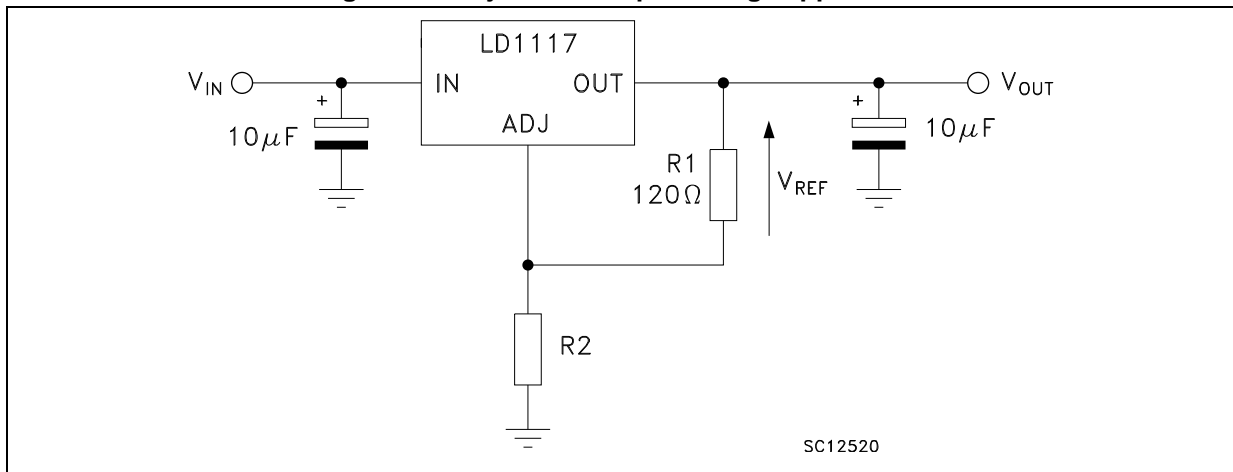 LD1117
V_IN
IN
OUT
V_OUT
ADJ
+
10μF
R1
120Ω
V_REF
+
10μF
R2
SC12520